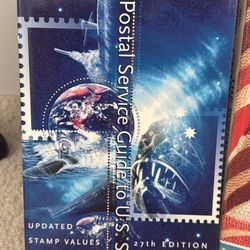 Postal Service Guide to U.S. S
UPDATED
STAMP VALUES
27th EDITION